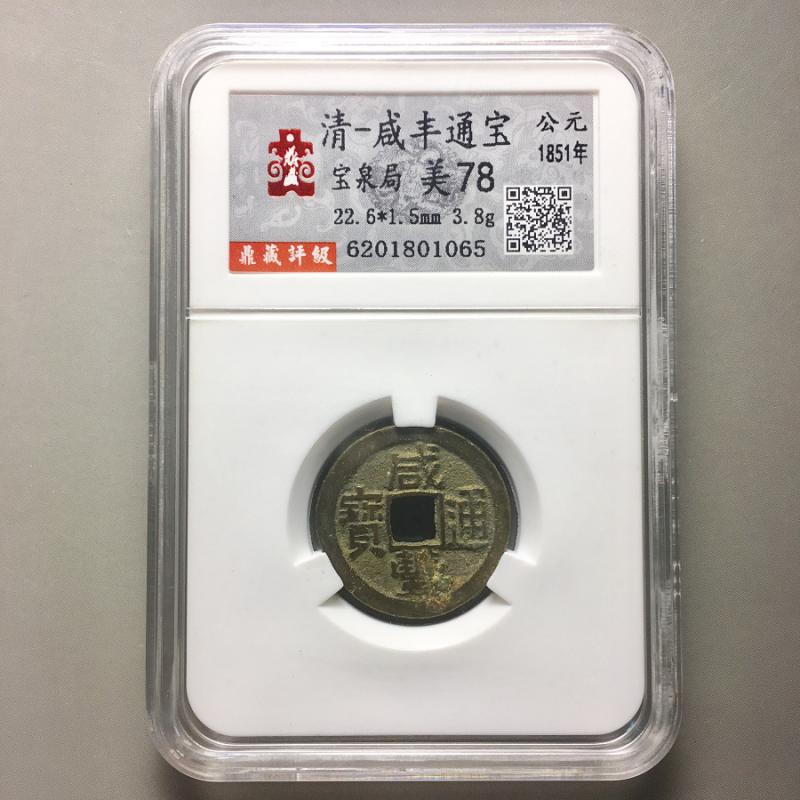 清-咸丰通宝
公元
1851年
宝泉局 美78
22.6*1.5mm 3.8g
鼎藏評級
6201801065
咸豐通寳